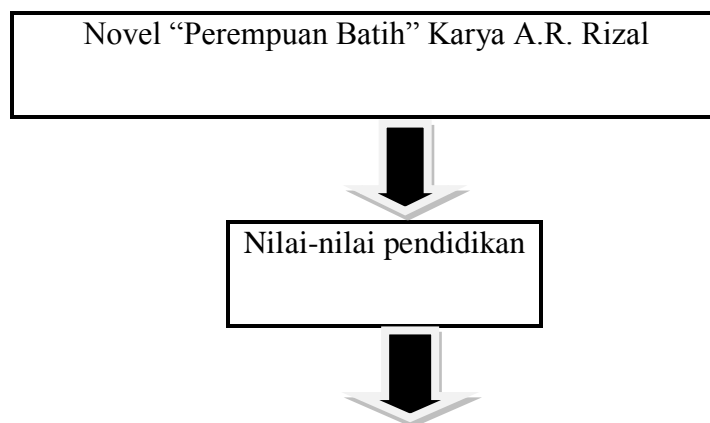 Novel “Perempuan Batih” Karya A.R. Rizal
Nilai-nilai pendidikan